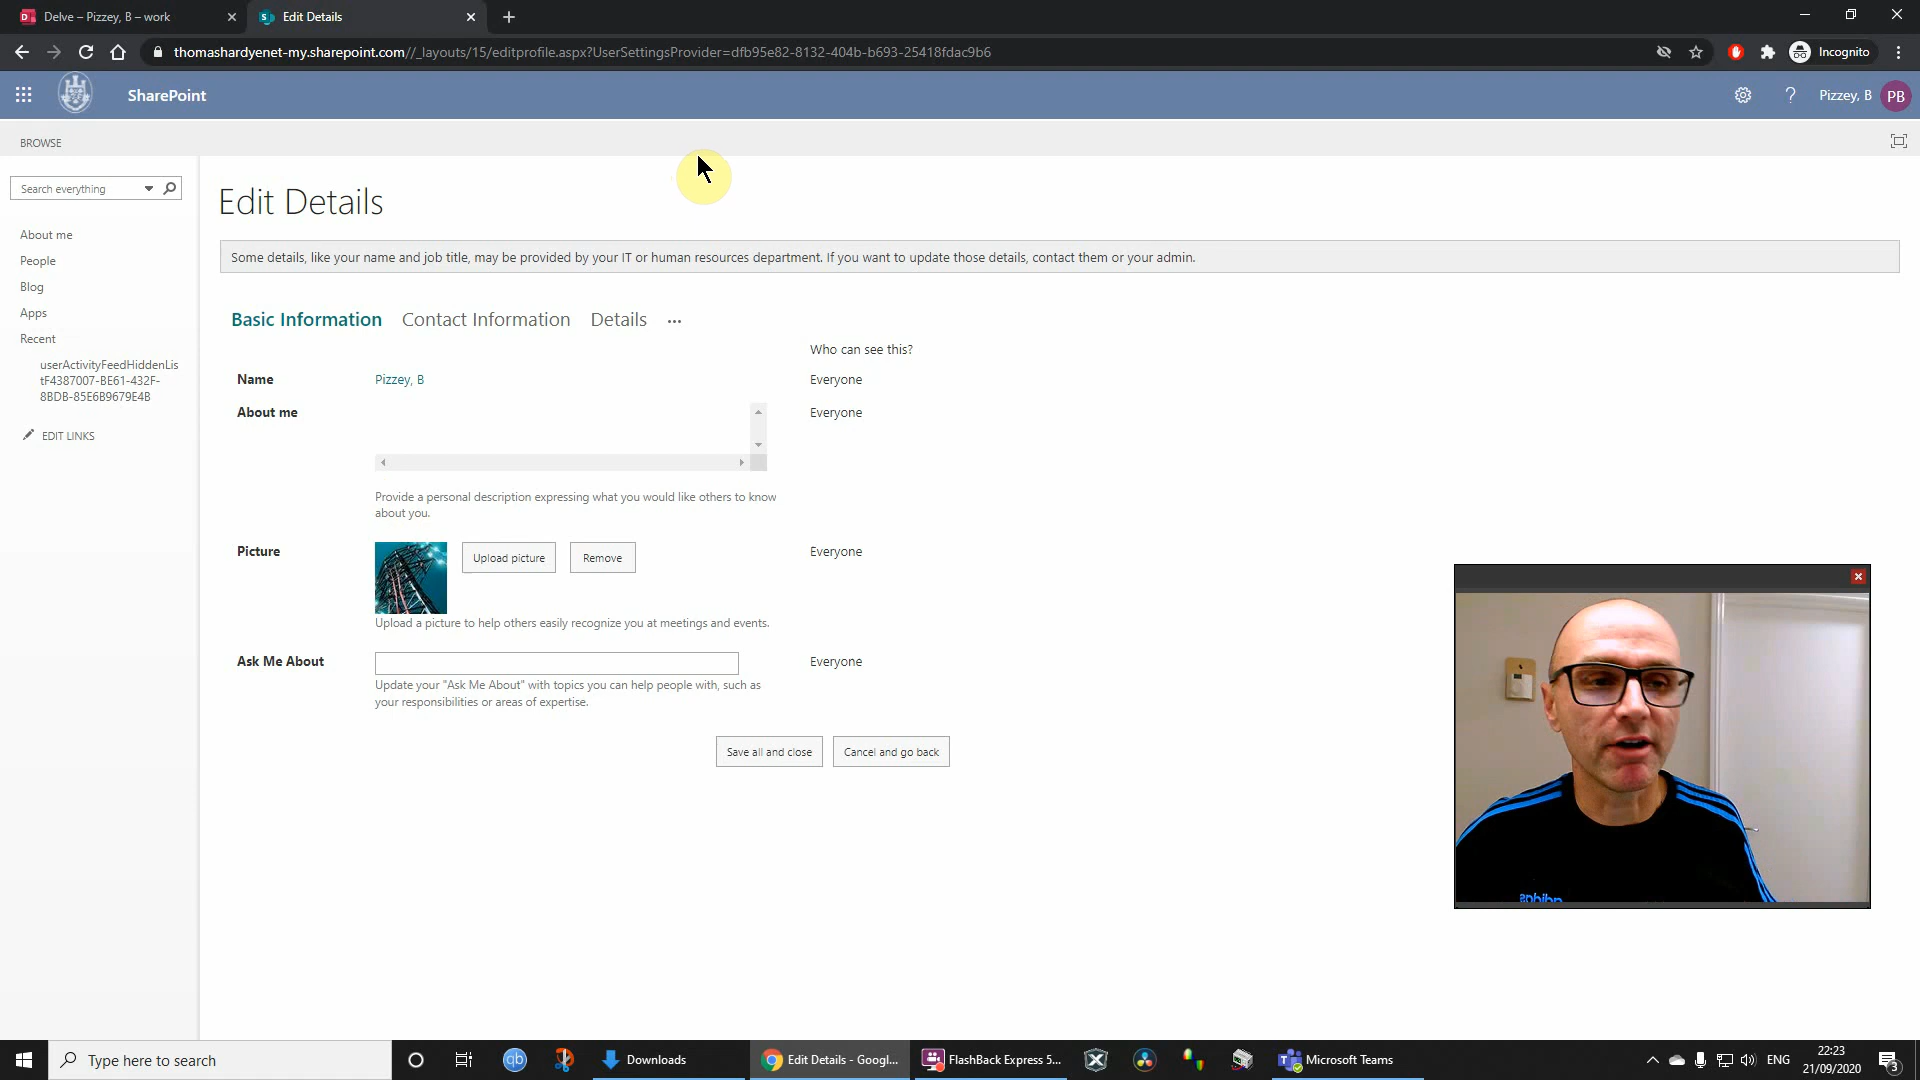 Delve – Pizzey, B – work
Edit Details
thomashardyenet-my.sharepoint.com//_layouts/15/editprofile.aspx?UserSettingsProvider=dfb95e82-8132-404b-b693-25418fdac9b6
Incognito
SharePoint
?
Pizzey, B
PB
BROWSE
Search everything
Edit Details
Some details, like your name and job title, may be provided by your IT or human resources department. If you want to update those details, contact them or your admin.
About me
People
Blog
Apps
Recent
userActivityFeedHiddenLis
tF4387007-BE61-432F-
8BDB-85E6B9679E4B
EDIT LINKS
Basic Information Contact Information Details ...
Who can see this?
Name Pizzey, B Everyone
About me Everyone
Provide a personal description expressing what you would like others to know
about you.
Picture Upload picture Remove Everyone
Upload a picture to help others easily recognize you at meetings and events.
Ask Me About Everyone
Update your "Ask Me About" with topics you can help people with, such as
your responsibilities or areas of expertise.
Save all and close Cancel and go back
adidas
Type here to search
qb
Downloads
Edit Details - Googl...
FlashBack Express 5...
Microsoft Teams
ENG
22:23
21/09/2020
3